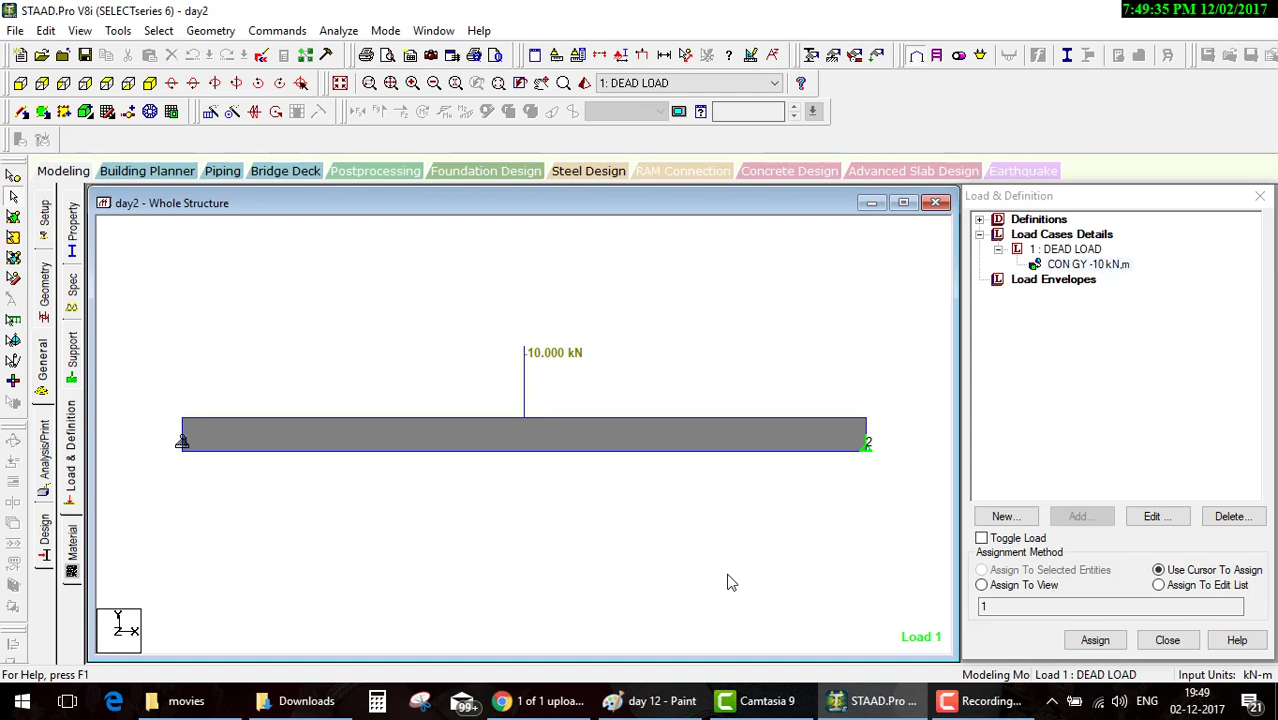 STAAD.Pro V8i (SELECTseries 6) - day2
7:49:35 PM 12/02/2017
File Edit View Tools Select Geometry Commands Analyze Mode Window Help
1: DEAD LOAD
Modeling Building Planner Piping Bridge Deck Postprocessing Foundation Design Steel Design RAM Connection Concrete Design Advanced Slab Design Earthquake
day2 - Whole Structure
Load & Definition
Setup
Geometry
General
Analysis/Print
Design
Property
Spec
Support
Load & Definition
Material
10.000 kN
2
Load 1
Y
Z X
Definitions
Load Cases Details
1 : DEAD LOAD
CON GY -10 kN,m
Load Envelopes
New... Add... Edit ... Delete...
Toggle Load
Assignment Method
Assign To Selected Entities Use Cursor To Assign
Assign To View Assign To Edit List
1
Assign Close Help
For Help, press F1
Modeling Mo Load 1 : DEAD LOAD Input Units: kN-m
movies Downloads 99+ 1 of 1 uploa... day 12 - Paint Camtasia 9 STAAD.Pro ... Recording... ENG
19:49
02-12-2017
21